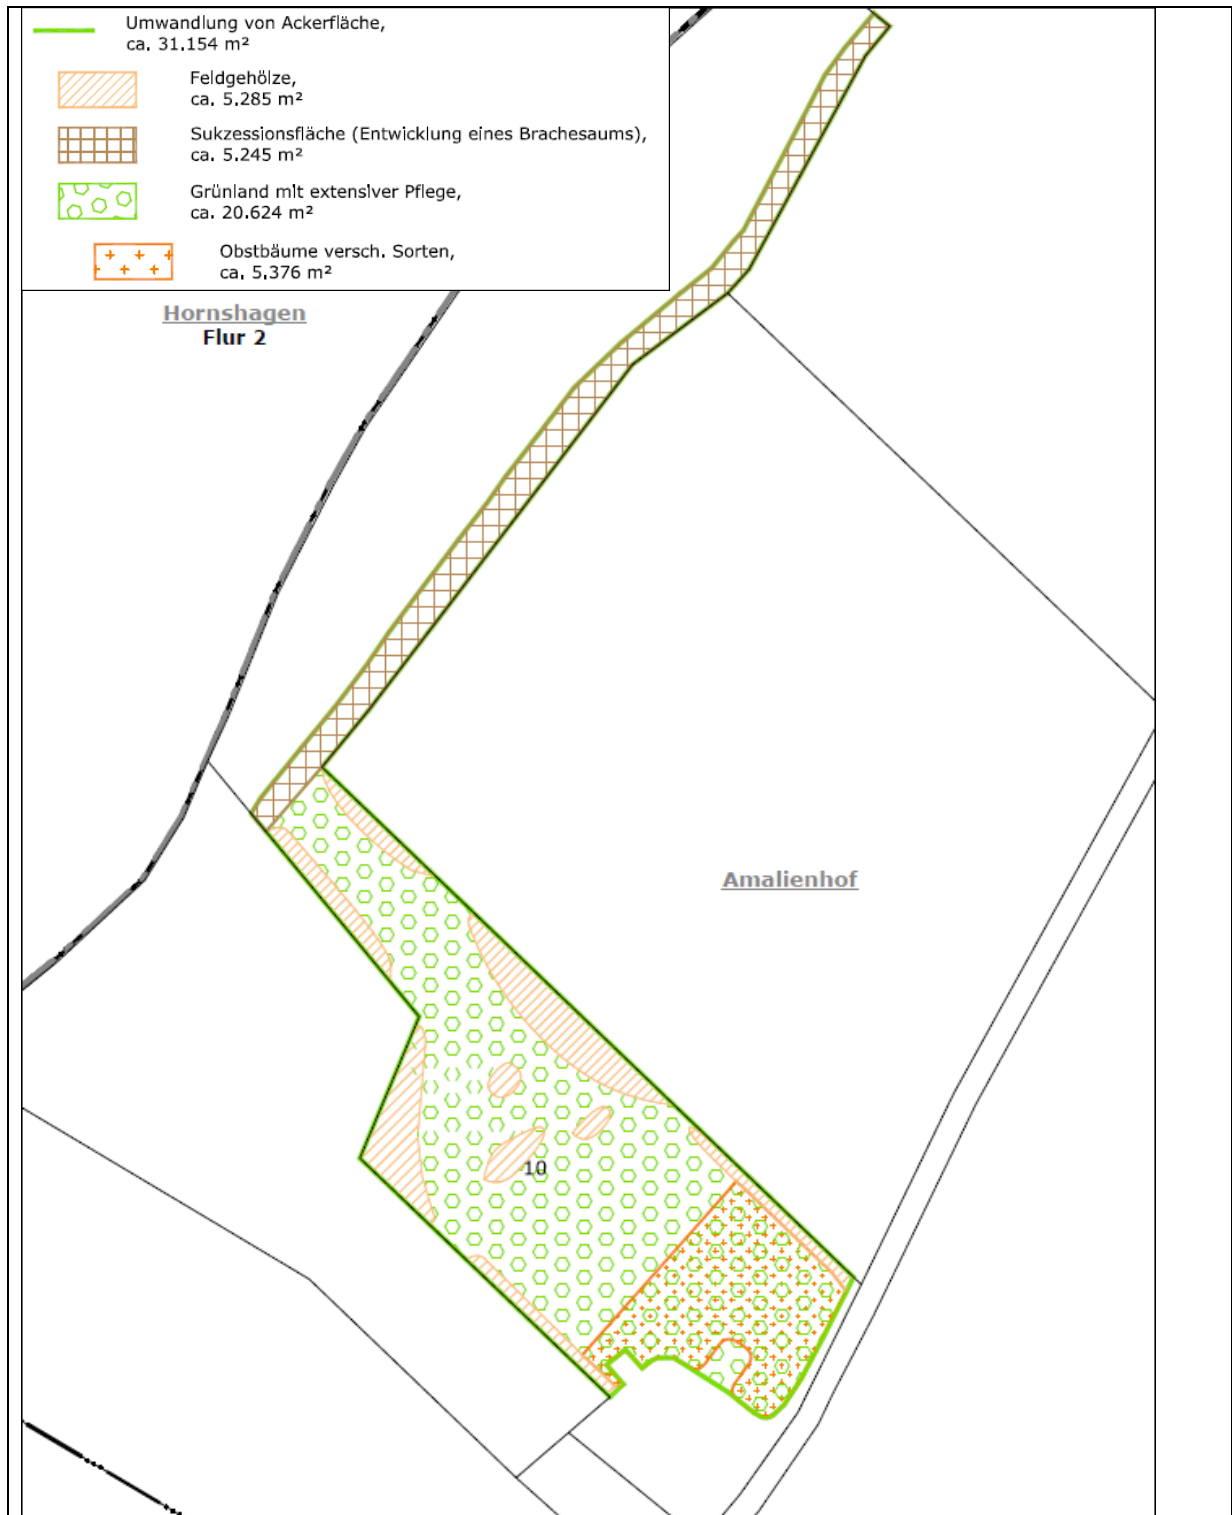 Umwandlung von Ackerfläche,
ca. 31.154 m²
Feldgehölze,
ca. 5.285 m²
Sukzessionsfläche (Entwicklung eines Brachesaums),
ca. 5.245 m²
Grünland mit extensiver Pflege,
ca. 20.624 m²
Obstbäume versch. Sorten,
ca. 5.376 m²
Hornshagen
Flur 2
Amalienhof
10